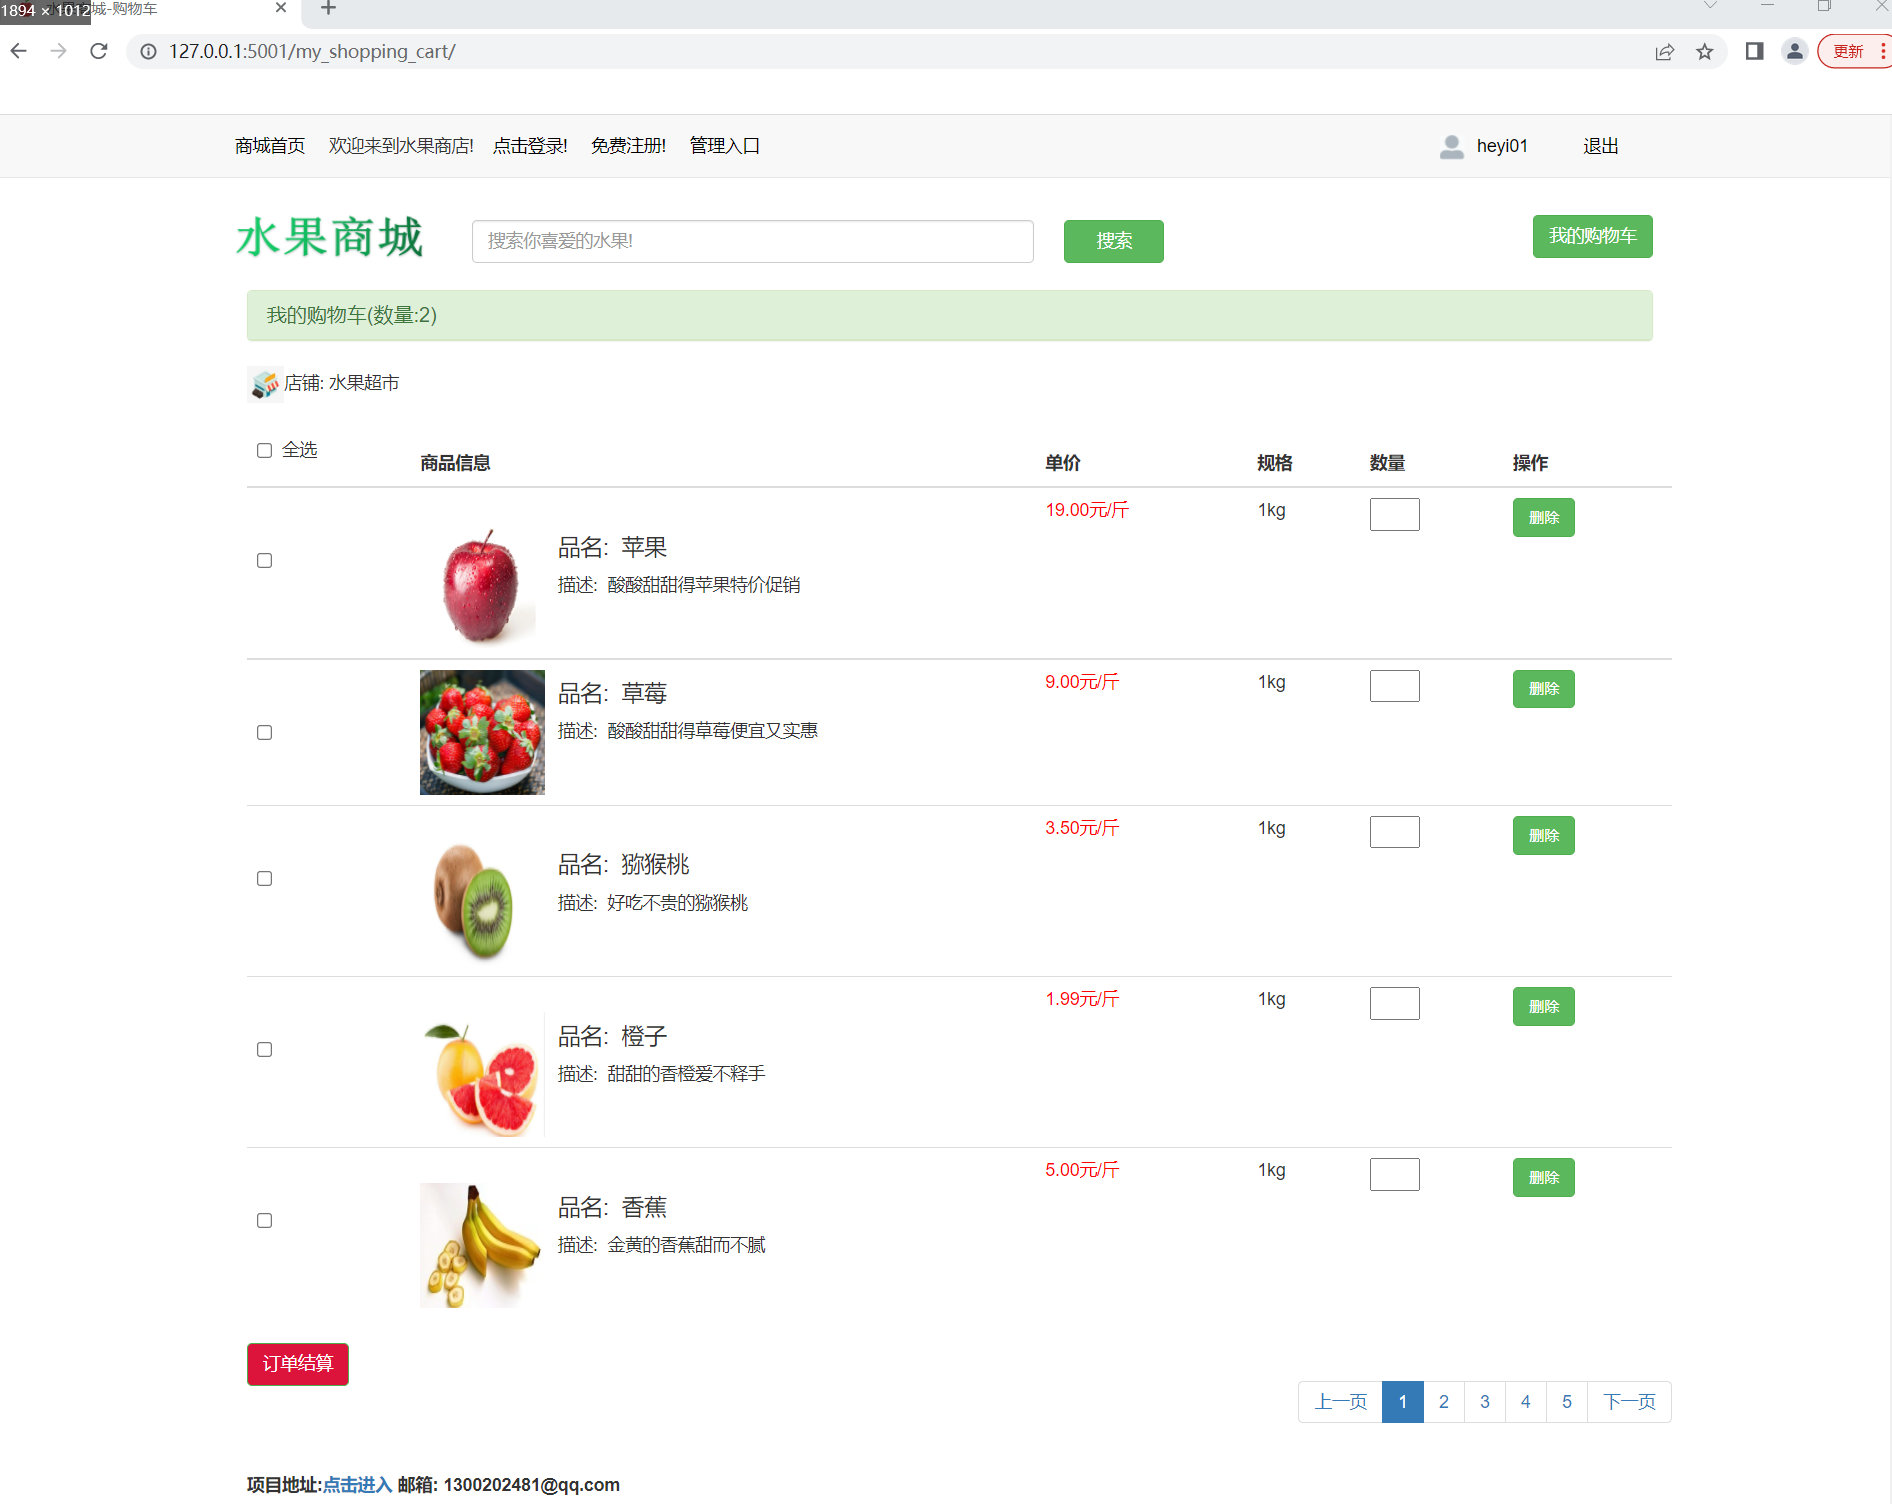 1894 × 1012
城-购物车
127.0.0.1:5001/my_shopping_cart/
更新
商城首页 欢迎来到水果商店! 点击登录! 免费注册! 管理入口 heyi01 退出
水果商城 搜索你喜爱的水果! 搜索 我的购物车
我的购物车(数量:2)
店铺: 水果超市
全选 商品信息 单价 规格 数量 操作
19.00元/斤 1kg 删除
品名: 苹果
描述: 酸酸甜甜得苹果特价促销
9.00元/斤 1kg 删除
品名: 草莓
描述: 酸酸甜甜得草莓便宜又实惠
3.50元/斤 1kg 删除
品名: 猕猴桃
描述: 好吃不贵的猕猴桃
1.99元/斤 1kg 删除
品名: 橙子
描述: 甜甜的香橙爱不释手
5.00元/斤 1kg 删除
品名: 香蕉
描述: 金黄的香蕉甜而不腻
订单结算
上一页 1 2 3 4 5 下一页
项目地址:点击进入 邮箱: 1300202481@qq.com